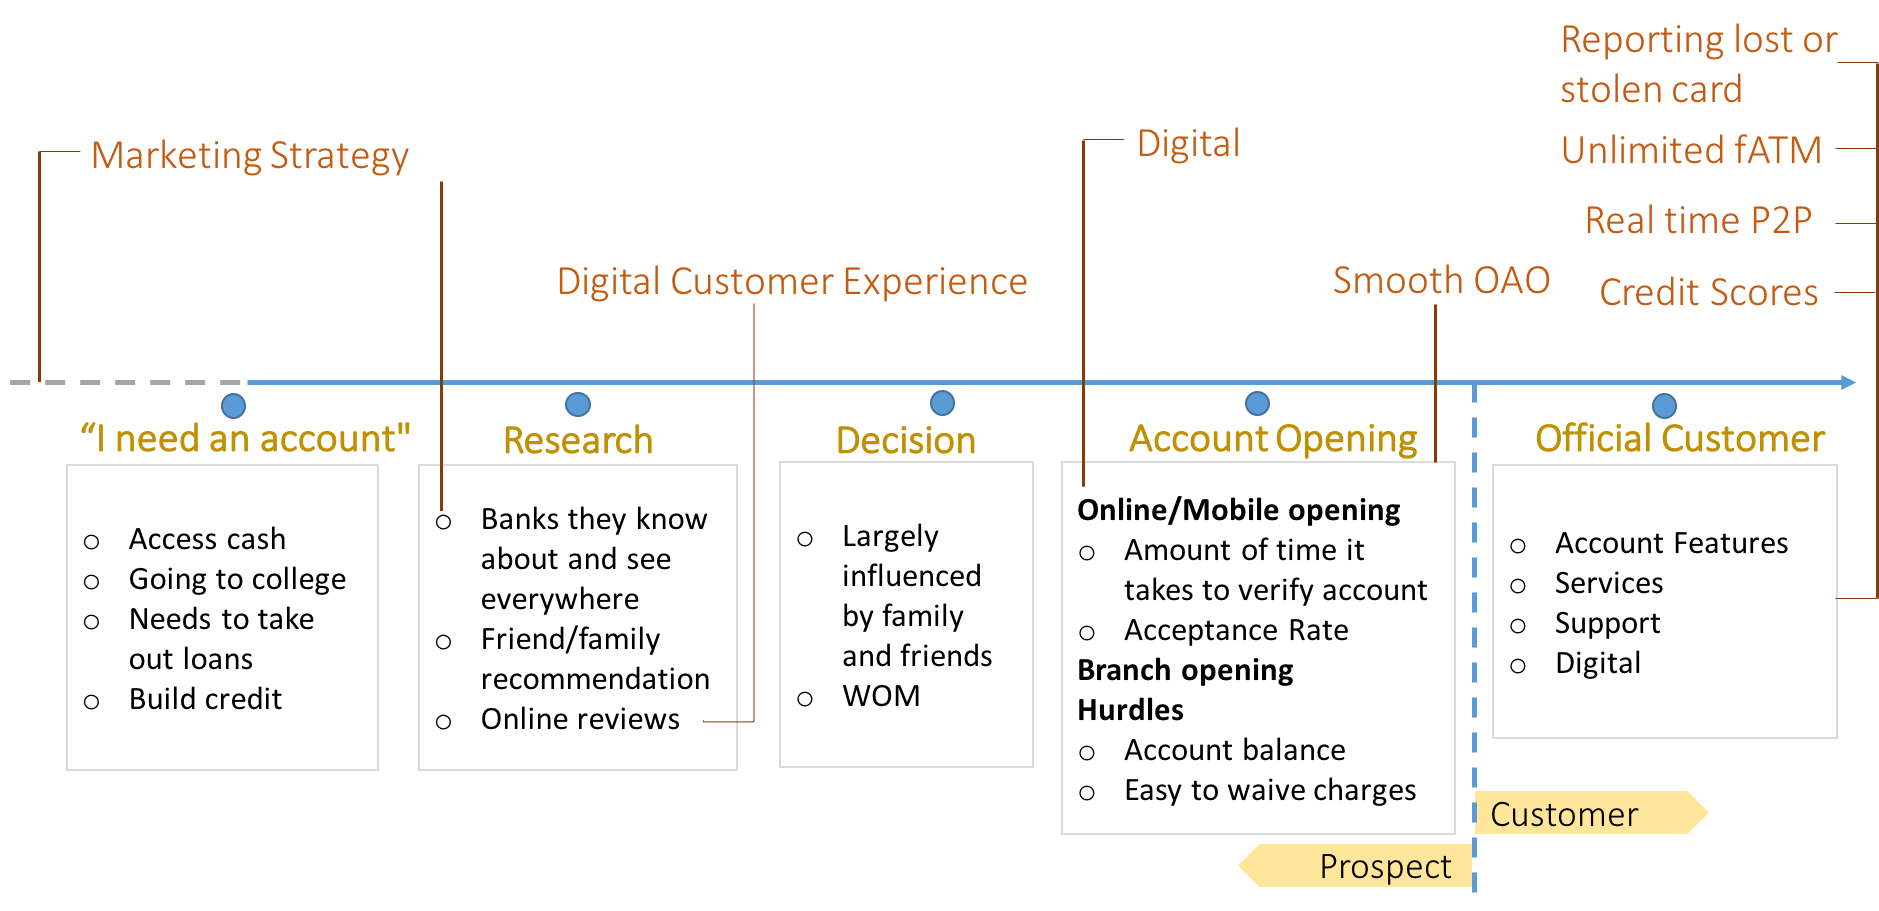 Reporting lost or
stolen card
Marketing Strategy
Digital
Unlimited fATM
Real time P2P
Digital Customer Experience
Smooth OAO
Credit Scores
“I need an account"
Access cash
Going to college
Needs to take
out loans
Build credit
Research
Banks they know
about and see
everywhere
Friend/family
recommendation
Online reviews
Decision
Largely
influenced
by family
and friends
WOM
Account Opening
Online/Mobile opening
Amount of time it
takes to verify account
Acceptance Rate
Branch opening
Hurdles
Account balance
Easy to waive charges
Official Customer
Account Features
Services
Support
Digital
Customer
Prospect